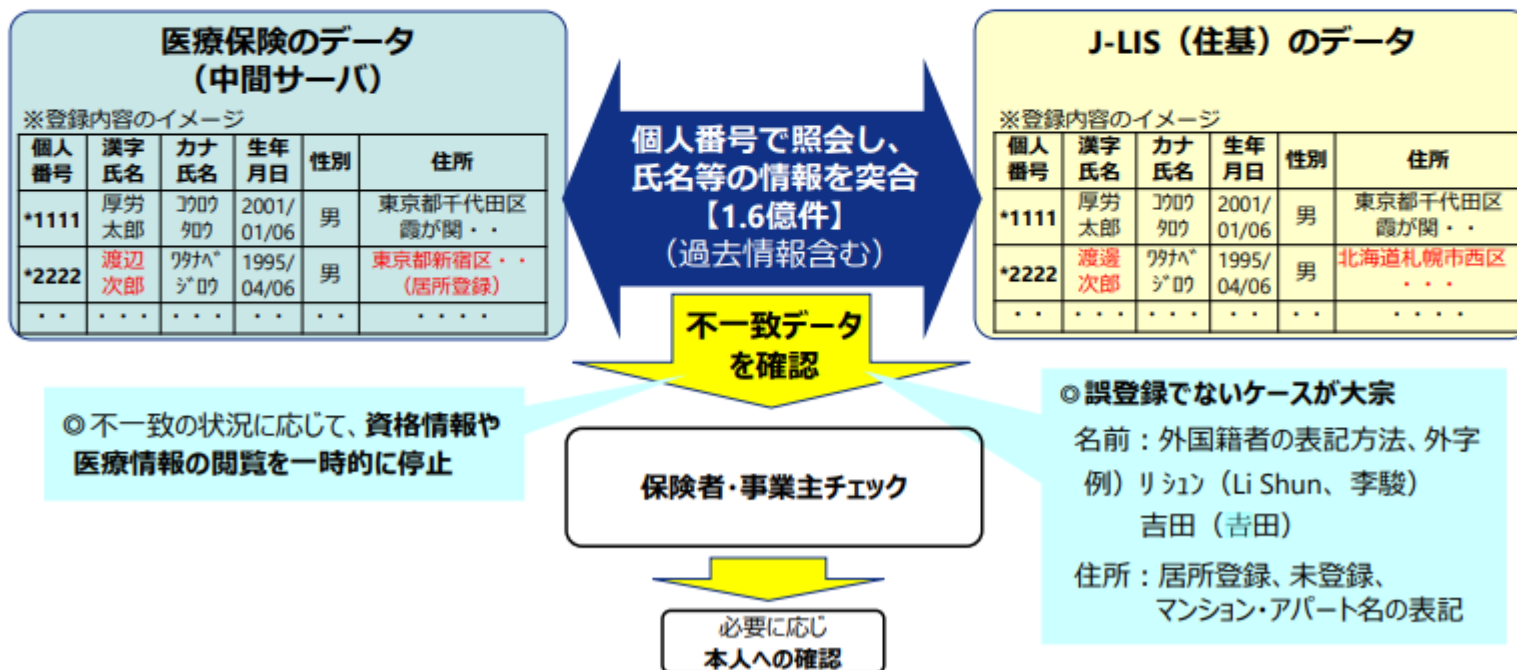 医療保険のデータ
（中間サーバ）
※登録内容のイメージ
個人番号 漢字氏名 カナ氏名 生年月日 性別 住所
*1111 厚労太郎 ｺｳﾛｳﾀﾛｳ 2001/01/06 男 東京都千代田区霞が関・・
*2222 渡辺次郎 ﾜﾀﾅﾍﾞｼﾞﾛｳ 1995/04/06 男 東京都新宿区・・（居所登録）
・・ ・・・ ・・・ ・・ ・・ ・・・・
個人番号で照会し、
氏名等の情報を突合
【1.6億件】
（過去情報含む）
J-LIS（住基）のデータ
※登録内容のイメージ
個人番号 漢字氏名 カナ氏名 生年月日 性別 住所
*1111 厚労太郎 ｺｳﾛｳﾀﾛｳ 2001/01/06 男 東京都千代田区霞が関・・
*2222 渡邊次郎 ﾜﾀﾅﾍﾞｼﾞﾛｳ 1995/04/06 男 北海道札幌市西区・・・
・・ ・・・ ・・・ ・・ ・・ ・・・・
不一致データ
を確認
◎不一致の状況に応じて、資格情報や
医療情報の閲覧を一時的に停止
◎誤登録でないケースが大宗
名前：外国籍者の表記方法、外字
例）ﾘ ｼｭﾝ（Li Shun、李駿）
吉田（𠮷田）
住所：居所登録、未登録、
マンション・アパート名の表記
保険者・事業主チェック
必要に応じ
本人への確認